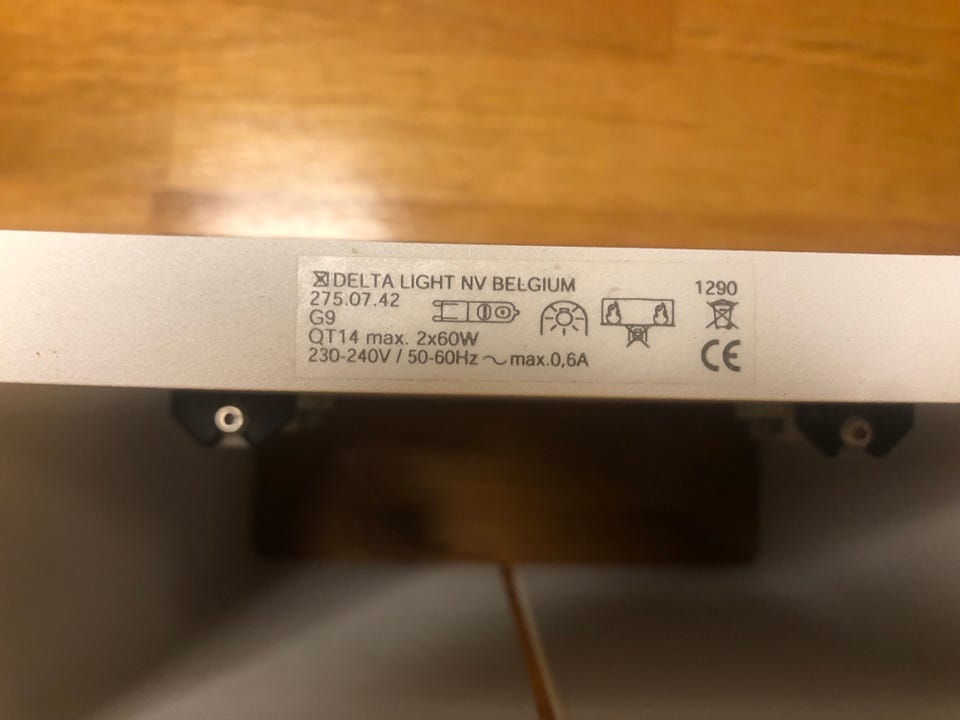 DELTA LIGHT NV BELGIUM
275.07.42
G9
QT14 max. 2x60W
230-240V / 50-60Hz ~ max.0,6A
1290
CE